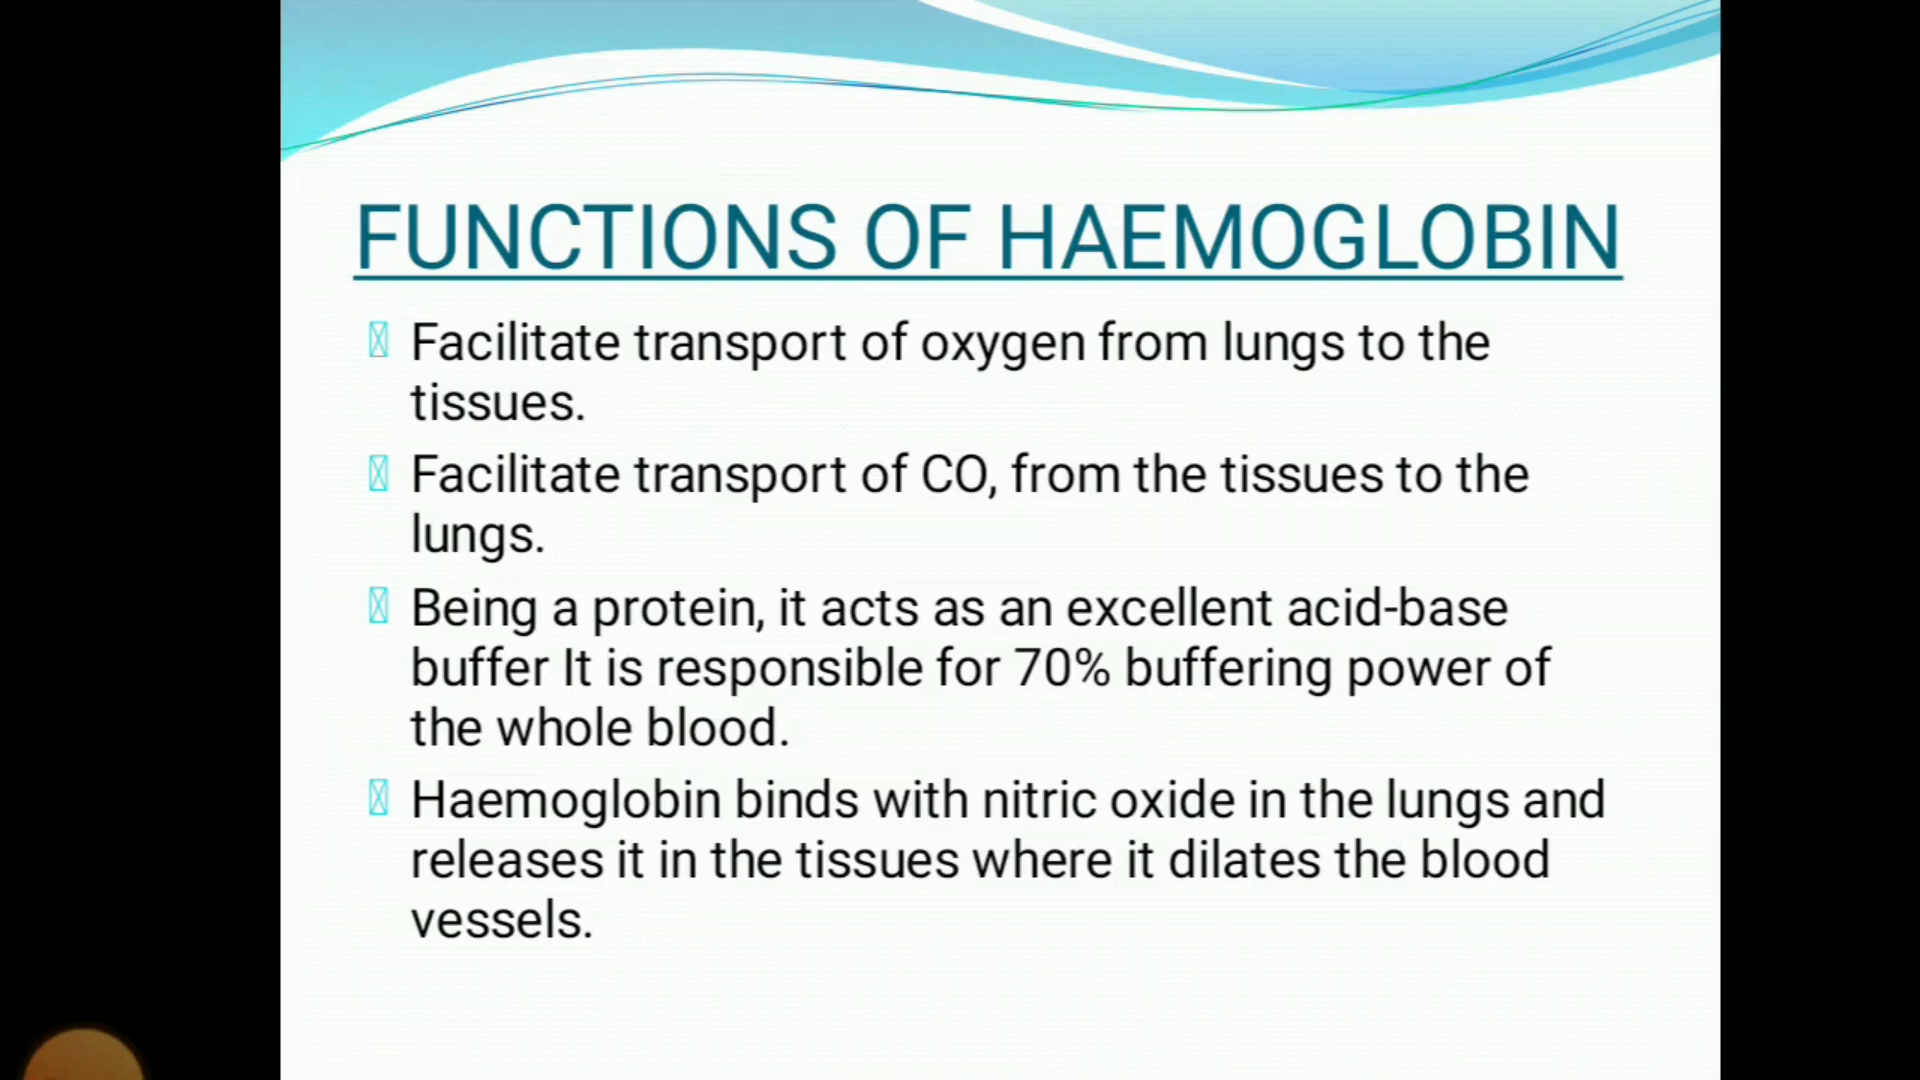 FUNCTIONS OF HAEMOGLOBIN
Facilitate transport of oxygen from lungs to the
tissues.
Facilitate transport of CO, from the tissues to the
lungs.
Being a protein, it acts as an excellent acid-base
buffer It is responsible for 70% buffering power of
the whole blood.
Haemoglobin binds with nitric oxide in the lungs and
releases it in the tissues where it dilates the blood
vessels.